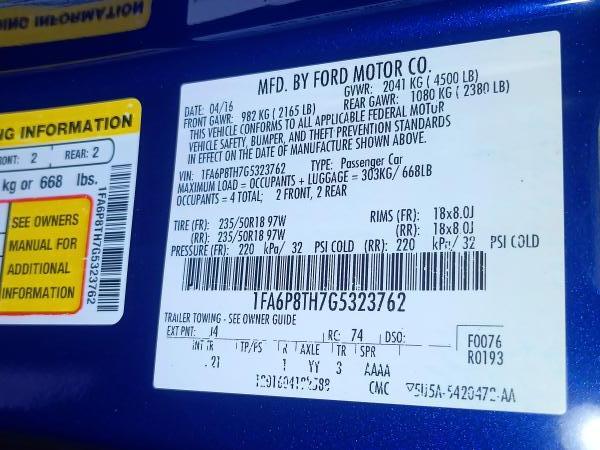 NG INFORMATION
RONT: 2 REAR: 2
kg or 668 lbs.
SEE OWNERS
MANUAL FOR
ADDITIONAL
INFORMATION
1FA6P8TH7G5323762
MFD. BY FORD MOTOR CO.
DATE: 04/16 GVWR: 2041 KG ( 4500 LB)
FRONT GAWR: 982 KG ( 2165 LB) REAR GAWR: 1080 KG ( 2380 LB)
THIS VEHICLE CONFORMS TO ALL APPLICABLE FEDERAL MOTOR
VEHICLE SAFETY, BUMPER, AND THEFT PREVENTION STANDARDS
IN EFFECT ON THE DATE OF MANUFACTURE SHOWN ABOVE.
VIN: 1FA6P8TH7G5323762 TYPE: Passenger Car
MAXIMUM LOAD = OCCUPANTS + LUGGAGE = 303KG/ 668LB
OCCUPANTS = 4 TOTAL; 2 FRONT, 2 REAR
TIRE (FR): 235/50R18 97W RIMS (FR): 18x8.0J
(RR): 235/50R18 97W (RR): 18x8.0J
PRESSURE (FR): 220 kPa/ 32 PSI COLD (RR): 220 kPa/ 32 PSI COLD
1FA6P8TH7G5323762
TRAILER TOWING - SEE OWNER GUIDE
EXT PNT: J4 RC: 74 DSO: F0076
R0193
INT TR TP/PS R AXLE TR SPR
YY 3 AAAA
CMC